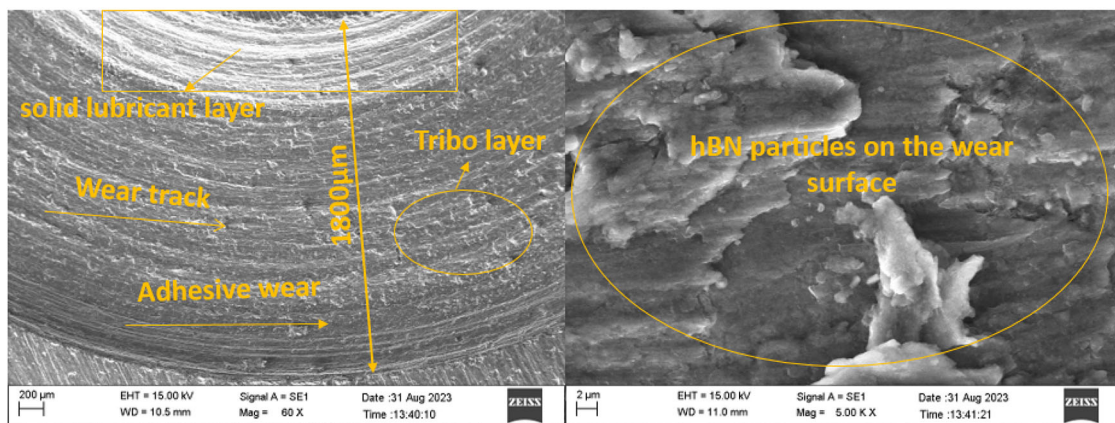 solid lubricant layer
Tribo layer
Wear track
1800µm
Adhesive wear
200 µm
EHT = 15.00 kV
WD = 10.5 mm
Signal A = SE1
Mag = 60 X
Date :31 Aug 2023
Time :13:40:10
ZEISS
hBN particles on the wear
surface
2 µm
EHT = 15.00 kV
WD = 11.0 mm
Signal A = SE1
Mag = 5.00 K X
Date :31 Aug 2023
Time :13:41:21
ZEISS